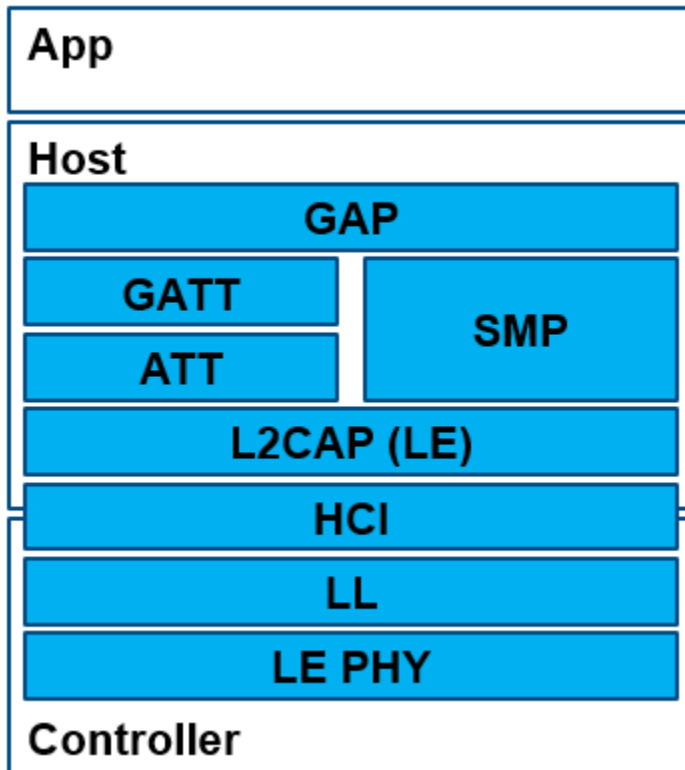 App
Host
GAP
GATT
SMP
ATT
L2CAP (LE)
HCI
LL
LE PHY
Controller